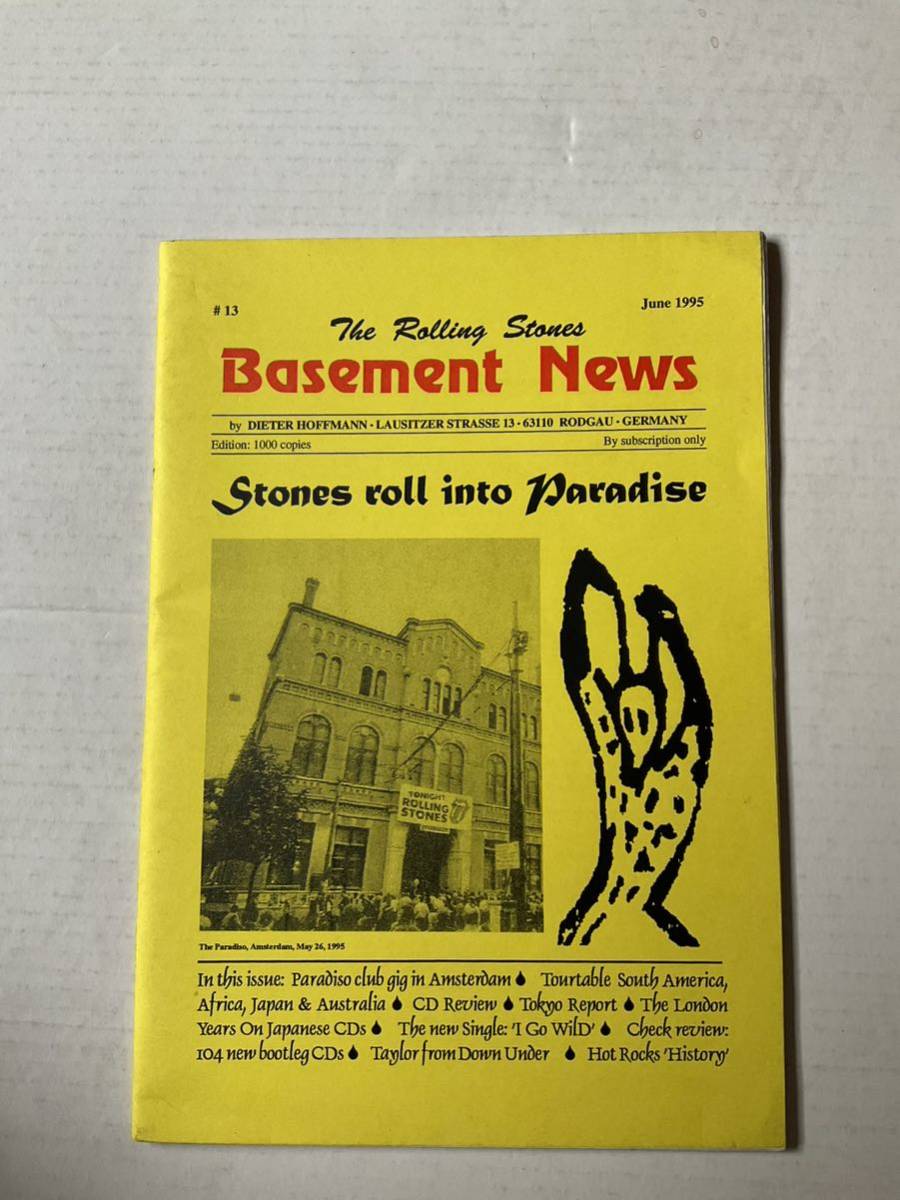 # 13
June 1995
The Rolling Stones
Basement News
by DIETER HOFFMANN · LAUSITZER STRASSE 13 · 63110 RODGAU · GERMANY
Edition: 1000 copies
By subscription only
Stones roll into Paradise
TONIGHT
ROLLING
STONES
The Paradiso, Amsterdam, May 26, 1995
In this issue: Paradiso club gig in Amsterdam Tourtable South America,
Africa, Japan & Australia CD Review Tokyo Report The London
Years On Japanese CDs The new Single: 'I Go WilD' Check review:
104 new bootleg CDs Taylor from Down Under Hot Rocks 'History'